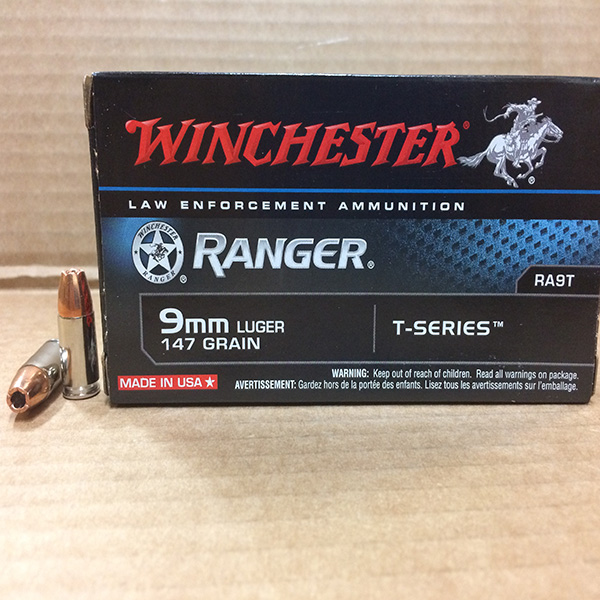 WINCHESTER®
LAW ENFORCEMENT AMMUNITION
WINCHESTER
RANGER
RANGER®
RA9T
9mm LUGER
147 GRAIN
T-SERIES™
MADE IN USA
WARNING: Keep out of reach of children. Read all warnings on package.
AVERTISSEMENT: Gardez hors de la portée des enfants. Lisez tous les avertissements sur l'emballage.